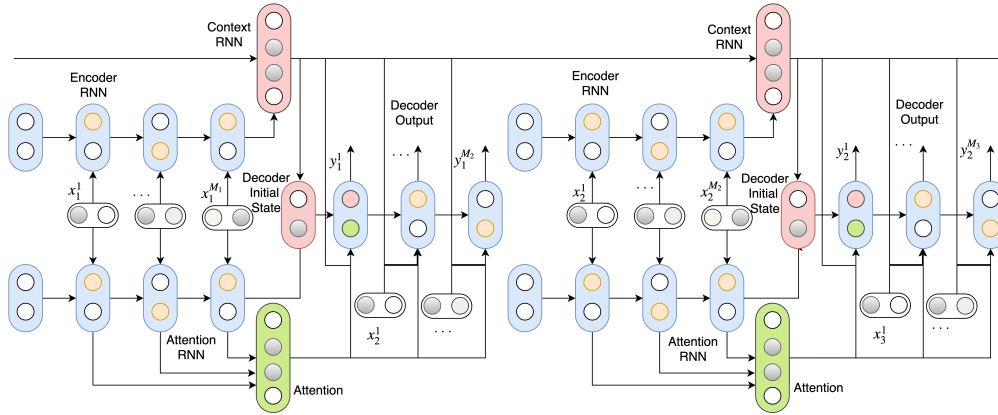 Context
RNN
Encoder
RNN
Decoder
Output
x_1^1
. . .
x_1^{M_1}
Decoder
Initial
State
y_1^1
. . .
y_1^{M_2}
Attention
RNN
x_2^1
. . .
Attention
Context
RNN
Encoder
RNN
Decoder
Output
x_2^1
. . .
x_2^{M_2}
Decoder
Initial
State
y_2^1
. . .
y_2^{M_3}
Attention
RNN
x_3^1
. . .
Attention